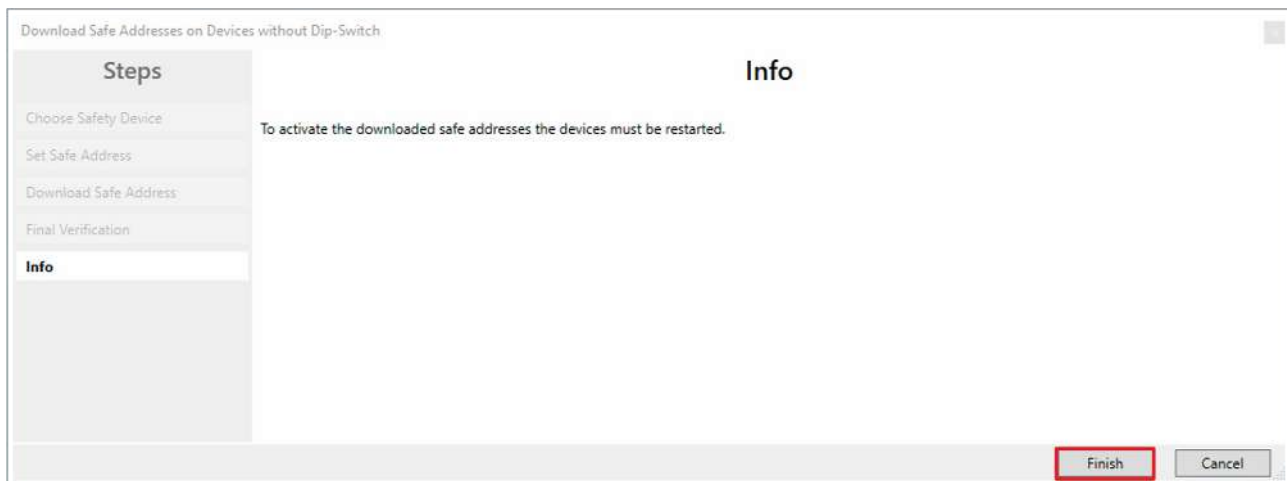 Download Safe Addresses on Devices without Dip-Switch
Steps
Choose Safety Device
Set Safe Address
Download Safe Address
Final Verification
Info
Info
To activate the downloaded safe addresses the devices must be restarted.
Finish
Cancel